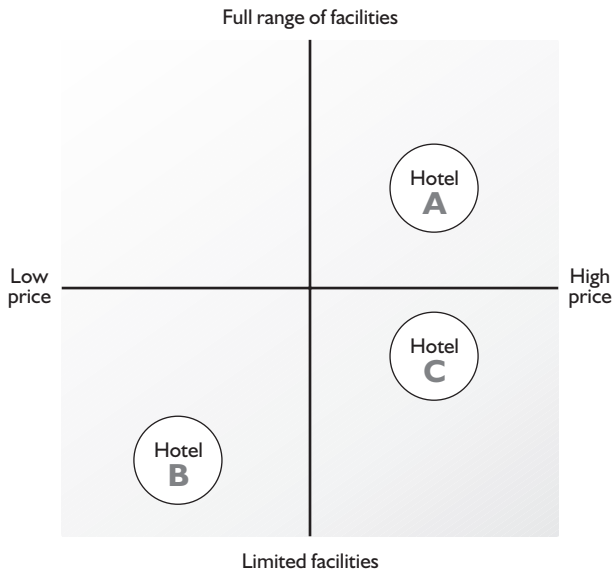 Full range of facilities
Hotel
A
Low
price
High
price
Hotel
C
Hotel
B
Limited facilities